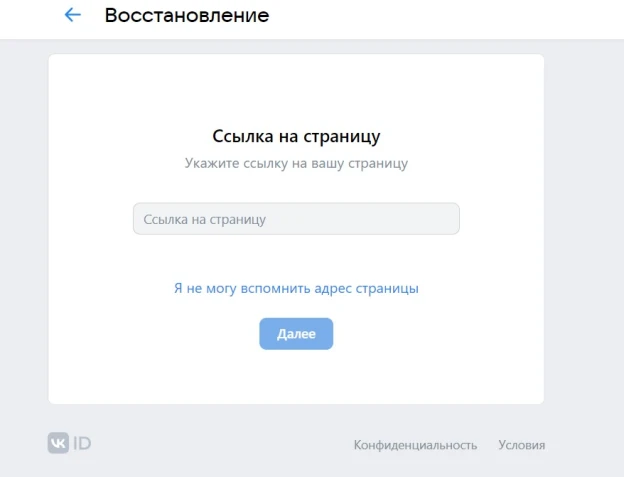 Восстановление
Ссылка на страницу
Укажите ссылку на вашу страницу
Ссылка на страницу
Я не могу вспомнить адрес страницы
Далее
VK ID
Конфиденциальность Условия